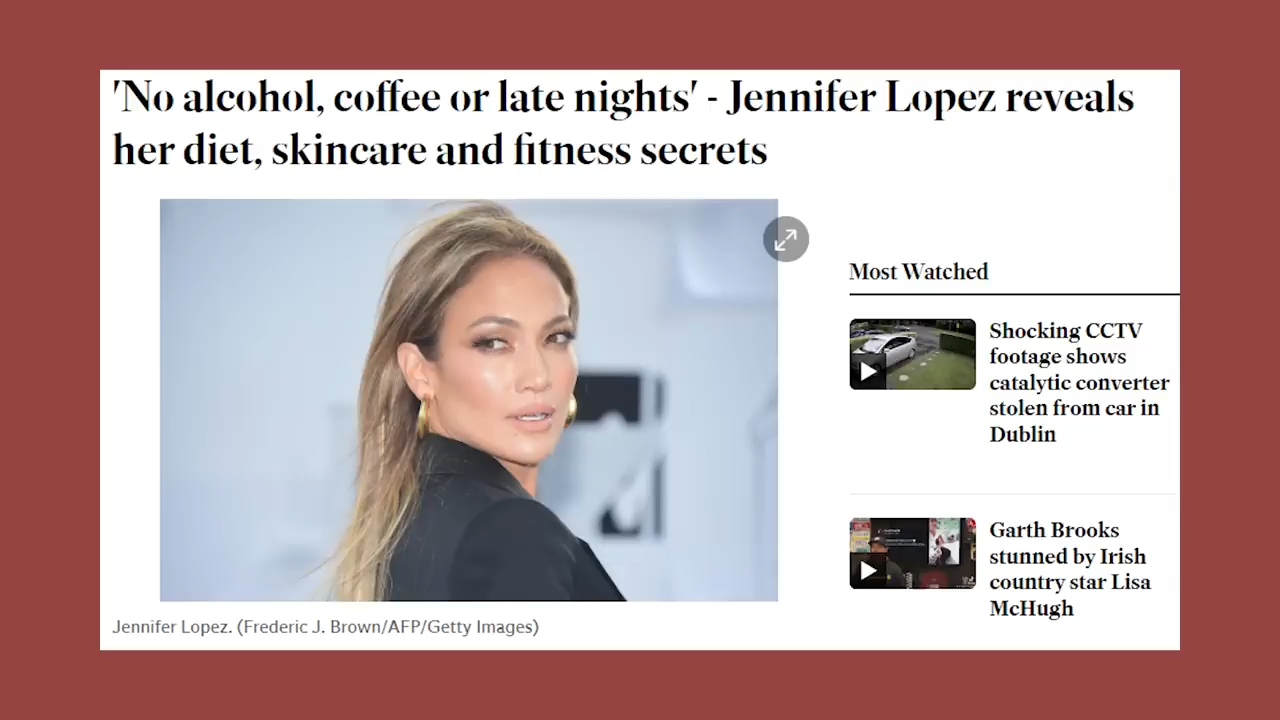 'No alcohol, coffee or late nights' - Jennifer Lopez reveals
her diet, skincare and fitness secrets
Jennifer Lopez. (Frederic J. Brown/AFP/Getty Images)
Most Watched
Shocking CCTV
footage shows
catalytic converter
stolen from car in
Dublin
Garth Brooks
stunned by Irish
country star Lisa
McHugh